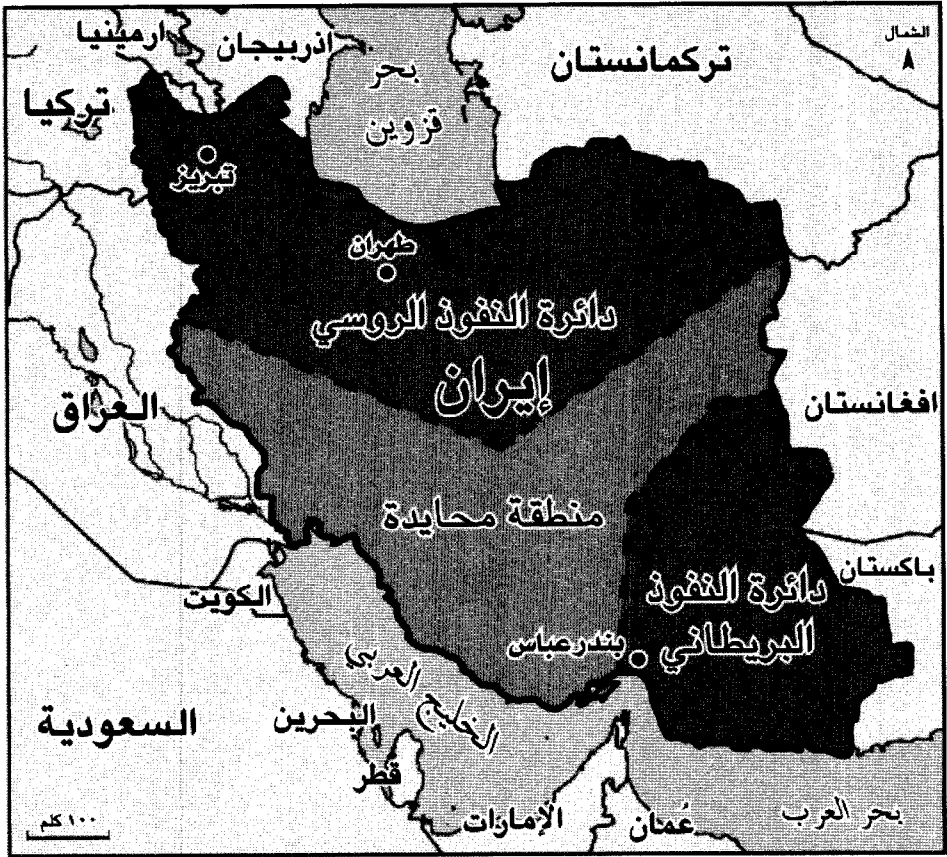 الشمال
ارمينيا
اذربيجان
تركمانستان
بحر
قزوين
تركيا
تبريز
طهران
دائرة النفوذ الروسي
إيران
العراق
افغانستان
منطقة محايدة
باكستان
دائرة النفوذ
البريطاني
الكويت
بندرعباس
الخليج العربي
السعودية
البحرين
قطر
الإمارات
عُمان
بحر العرب
١٠٠ كلم